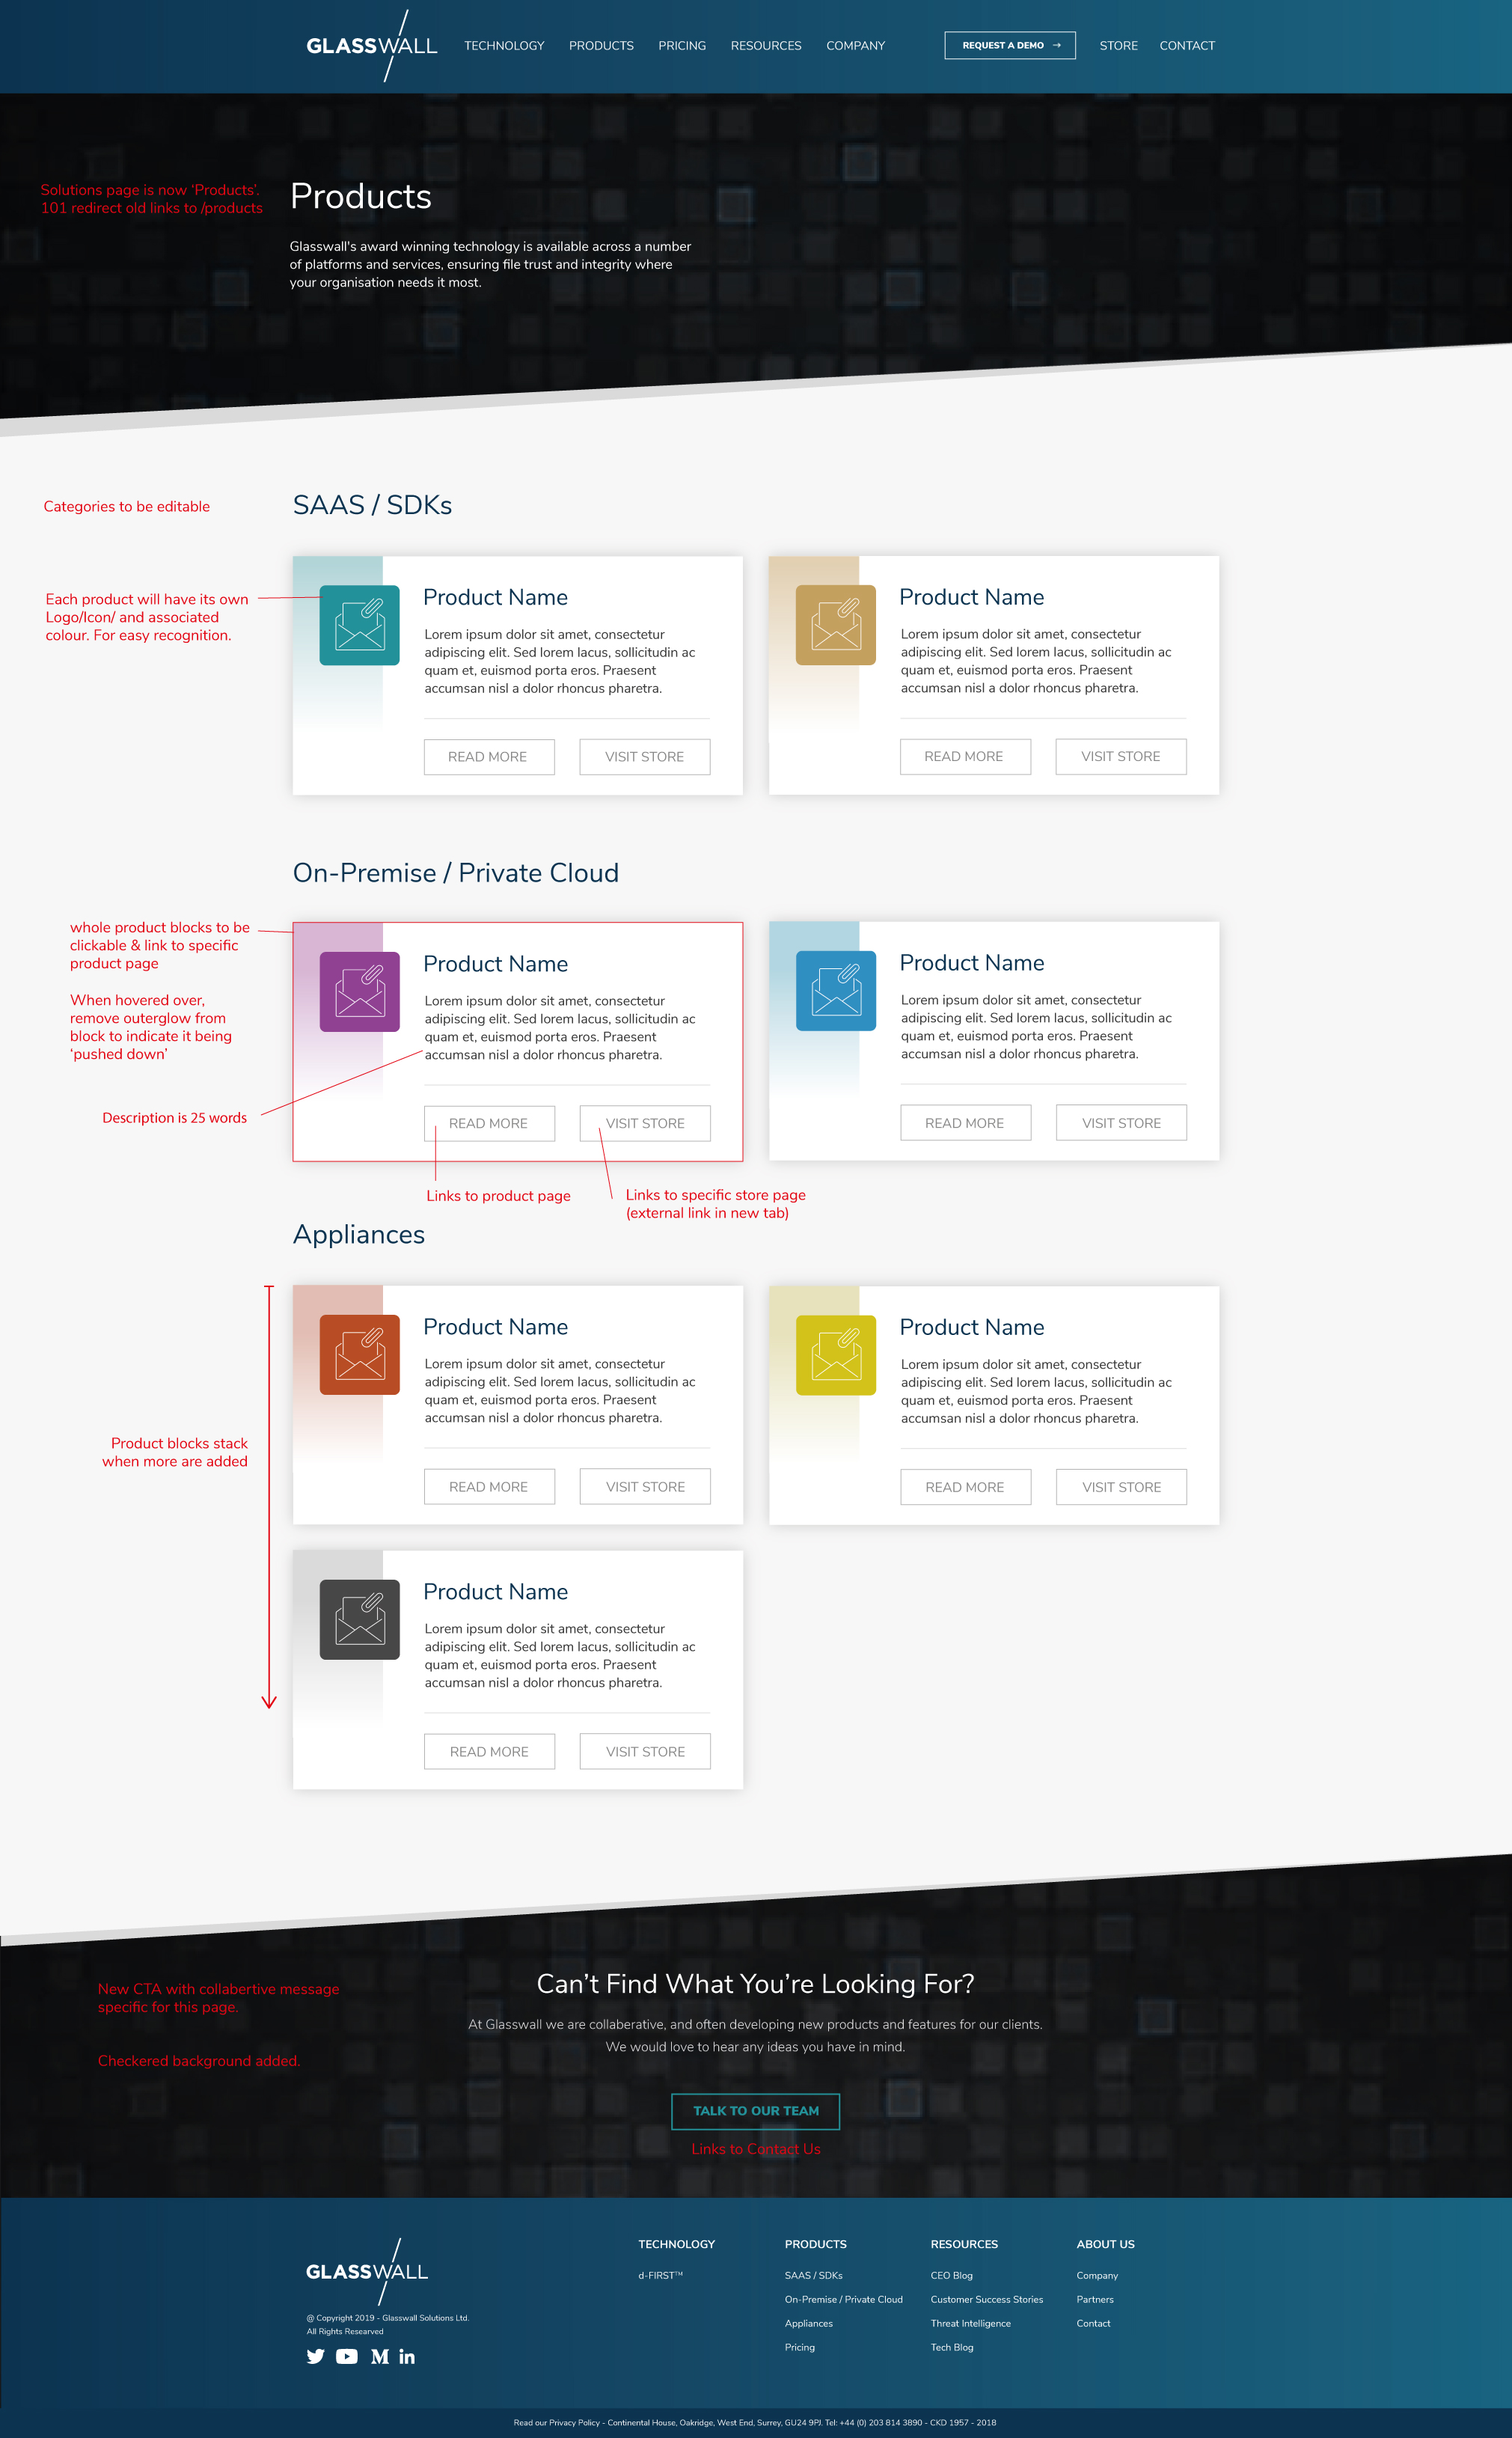 GLASSWALL
TECHNOLOGY PRODUCTS PRICING RESOURCES COMPANY REQUEST A DEMO → STORE CONTACT
Solutions page is now ‘Products’.
101 redirect old links to /products
Products
Glasswall's award winning technology is available across a number
of platforms and services, ensuring file trust and integrity where
your organisation needs it most.
Categories to be editable
SAAS / SDKs
Each product will have its own
Logo/Icon/ and associated
colour. For easy recognition.
Product Name
Lorem ipsum dolor sit amet, consectetur
adipiscing elit. Sed lorem lacus, sollicitudin ac
quam et, euismod porta eros. Praesent
accumsan nisl a dolor rhoncus pharetra.
READ MORE VISIT STORE
Product Name
Lorem ipsum dolor sit amet, consectetur
adipiscing elit. Sed lorem lacus, sollicitudin ac
quam et, euismod porta eros. Praesent
accumsan nisl a dolor rhoncus pharetra.
READ MORE VISIT STORE
On-Premise / Private Cloud
whole product blocks to be
clickable & link to specific
product page
When hovered over,
remove outerglow from
block to indicate it being
‘pushed down’
Description is 25 words
Product Name
Lorem ipsum dolor sit amet, consectetur
adipiscing elit. Sed lorem lacus, sollicitudin ac
quam et, euismod porta eros. Praesent
accumsan nisl a dolor rhoncus pharetra.
READ MORE VISIT STORE
Product Name
Lorem ipsum dolor sit amet, consectetur
adipiscing elit. Sed lorem lacus, sollicitudin ac
quam et, euismod porta eros. Praesent
accumsan nisl a dolor rhoncus pharetra.
READ MORE VISIT STORE
Links to product page
Links to specific store page
(external link in new tab)
Appliances
Product blocks stack
when more are added
Product Name
Lorem ipsum dolor sit amet, consectetur
adipiscing elit. Sed lorem lacus, sollicitudin ac
quam et, euismod porta eros. Praesent
accumsan nisl a dolor rhoncus pharetra.
READ MORE VISIT STORE
Product Name
Lorem ipsum dolor sit amet, consectetur
adipiscing elit. Sed lorem lacus, sollicitudin ac
quam et, euismod porta eros. Praesent
accumsan nisl a dolor rhoncus pharetra.
READ MORE VISIT STORE
Product Name
Lorem ipsum dolor sit amet, consectetur
adipiscing elit. Sed lorem lacus, sollicitudin ac
quam et, euismod porta eros. Praesent
accumsan nisl a dolor rhoncus pharetra.
READ MORE VISIT STORE
New CTA with collabertive message
specific for this page.
Checkered background added.
Can’t Find What You’re Looking For?
At Glasswall we are collaberative, and often developing new products and features for our clients.
We would love to hear any ideas you have in mind.
TALK TO OUR TEAM
Links to Contact Us
GLASSWALL
@ Copyright 2019 - Glasswall Solutions Ltd.
All Rights Researved
TECHNOLOGY
d-FIRST™
PRODUCTS
SAAS / SDKs
On-Premise / Private Cloud
Appliances
Pricing
RESOURCES
CEO Blog
Customer Success Stories
Threat Intelligence
Tech Blog
ABOUT US
Company
Partners
Contact
Read our Privacy Policy - Continental House, Oakridge, West End, Surrey, GU24 9PJ. Tel: +44 (0) 203 814 3890 - CKD 1957 - 2018